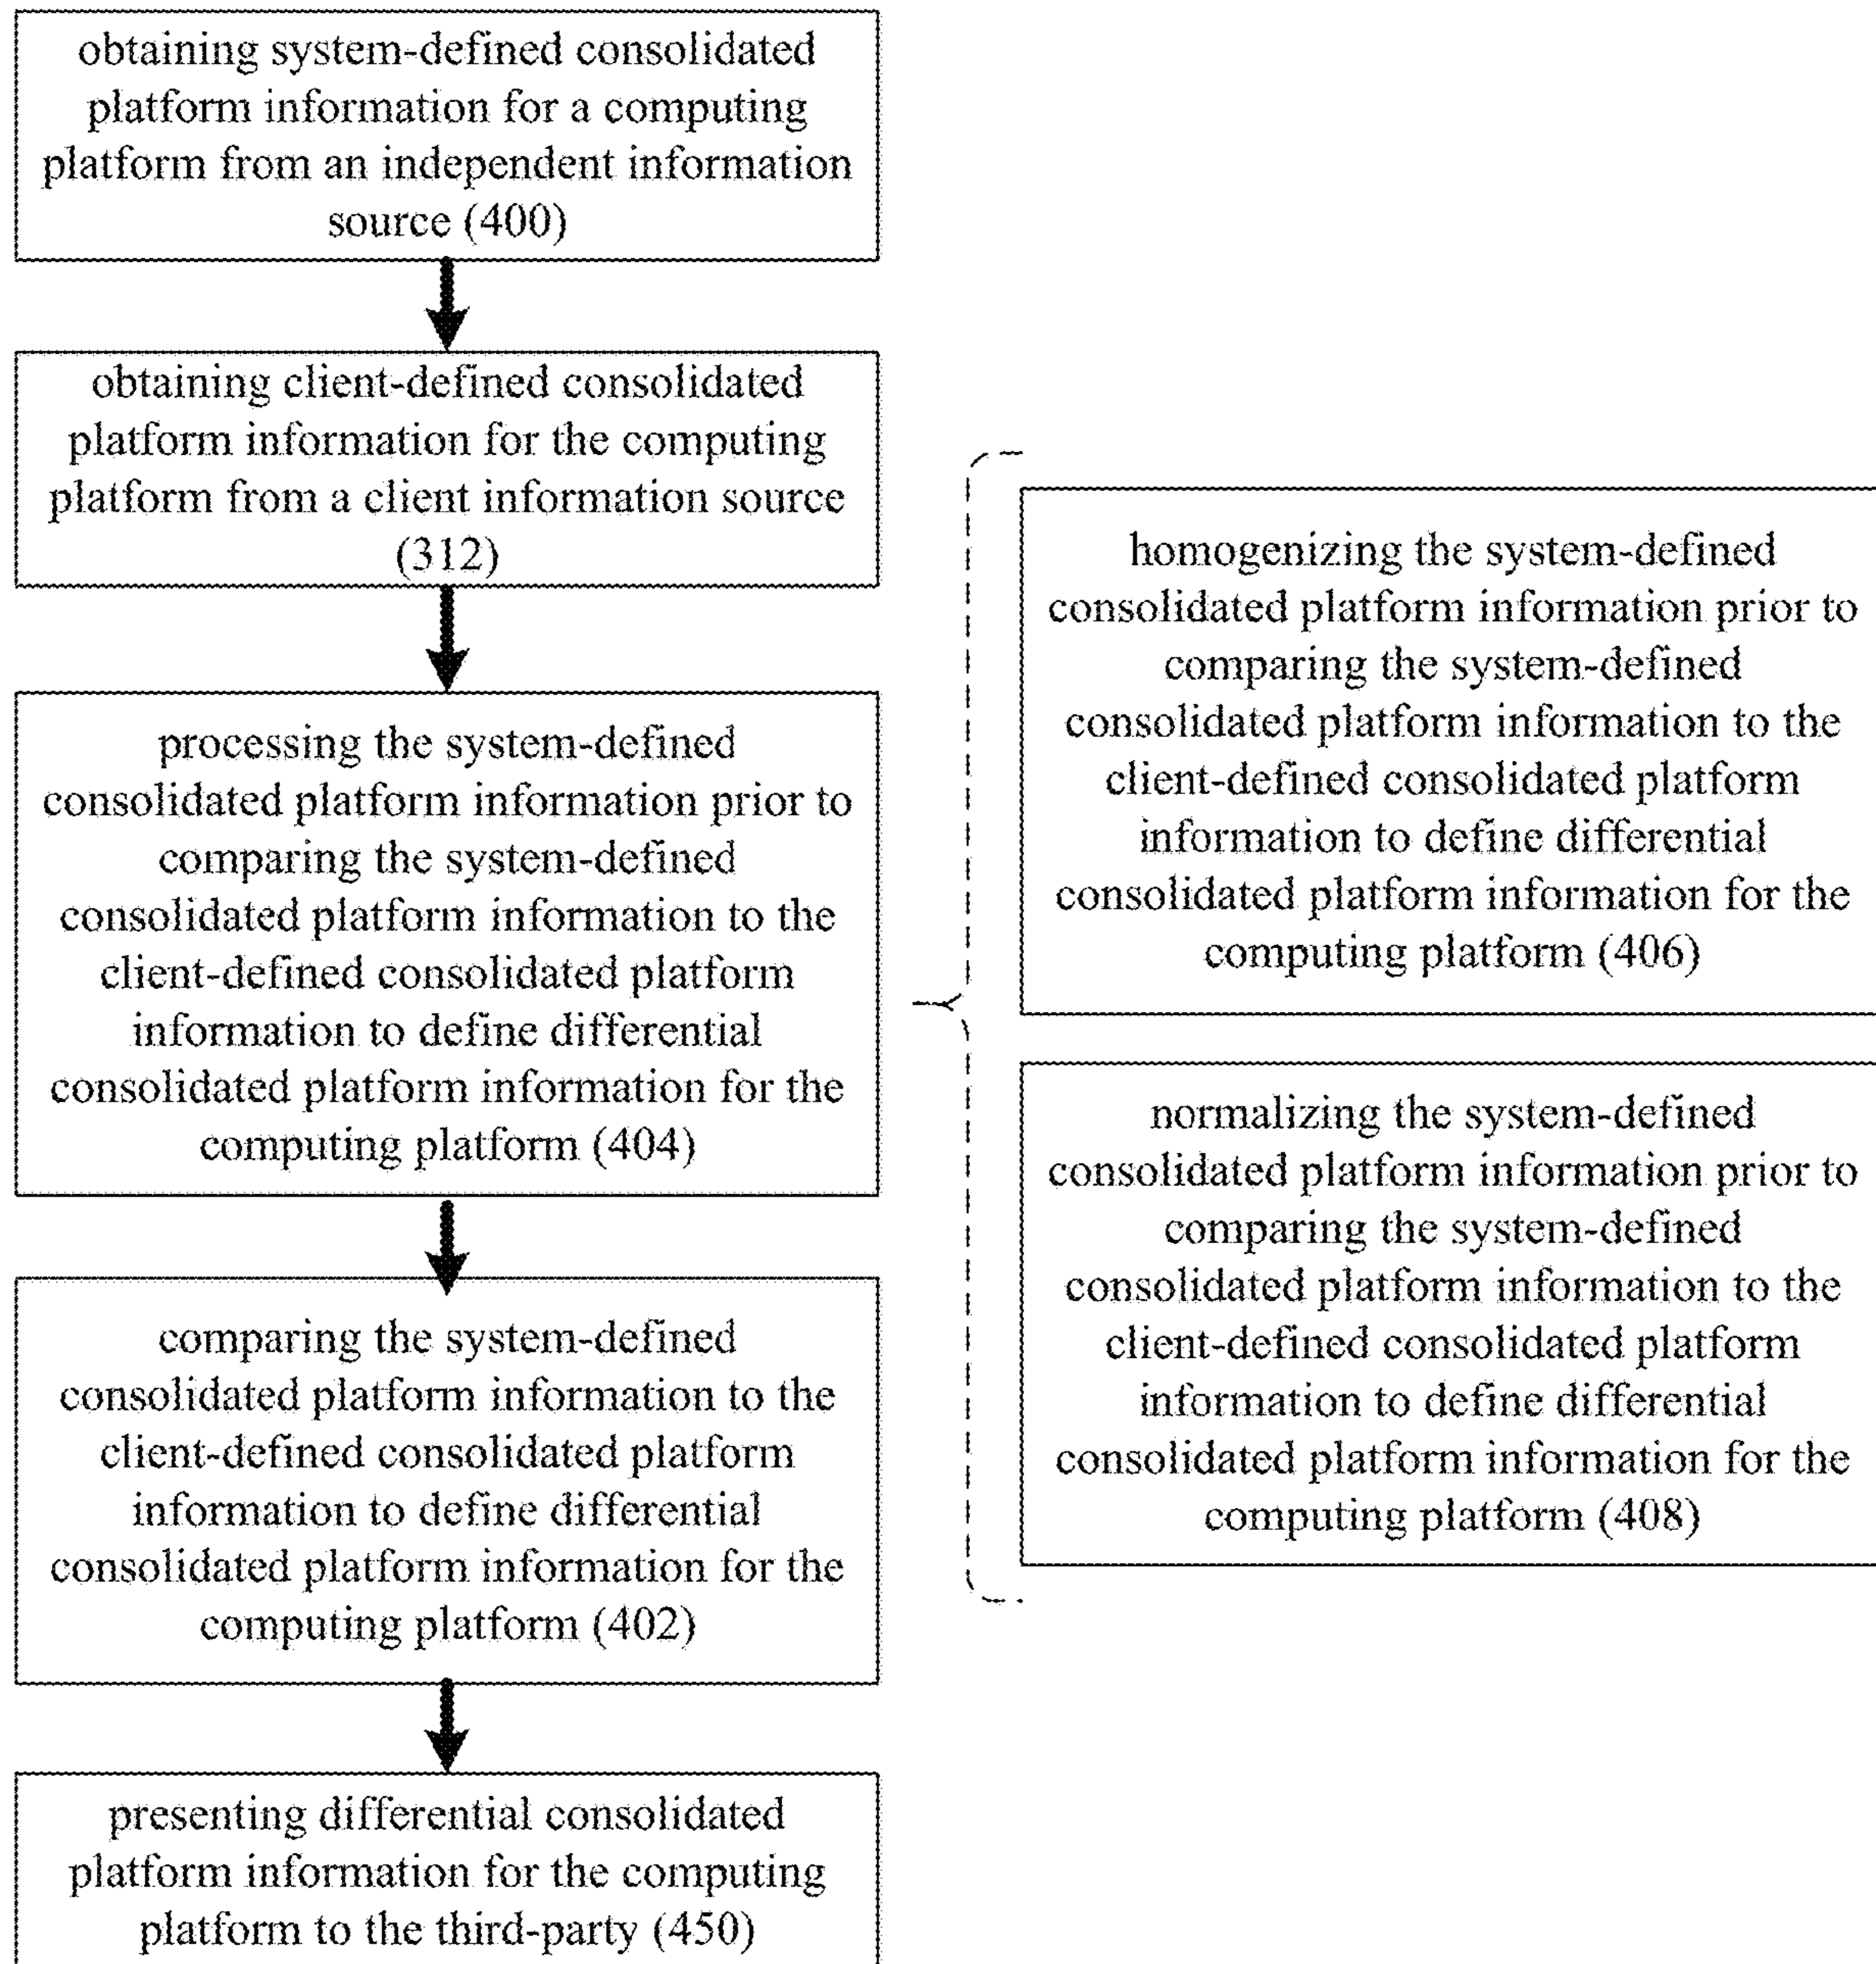 obtaining system-defined consolidated
platform information for a computing
platform from an independent information
source (400)
obtaining client-defined consolidated
platform information for the computing
platform from a client information source
(312)
processing the system-defined
consolidated platform information prior to
comparing the system-defined
consolidated platform information to the
client-defined consolidated platform
information to define differential
consolidated platform information for the
computing platform (404)
comparing the system-defined
consolidated platform information to the
client-defined consolidated platform
information to define differential
consolidated platform information for the
computing platform (402)
presenting differential consolidated
platform information for the computing
platform to the third-party (450)
homogenizing the system-defined
consolidated platform information prior to
comparing the system-defined
consolidated platform information to the
client-defined consolidated platform
information to define differential
consolidated platform information for the
computing platform (406)
normalizing the system-defined
consolidated platform information prior to
comparing the system-defined
consolidated platform information to the
client-defined consolidated platform
information to define differential
consolidated platform information for the
computing platform (408)